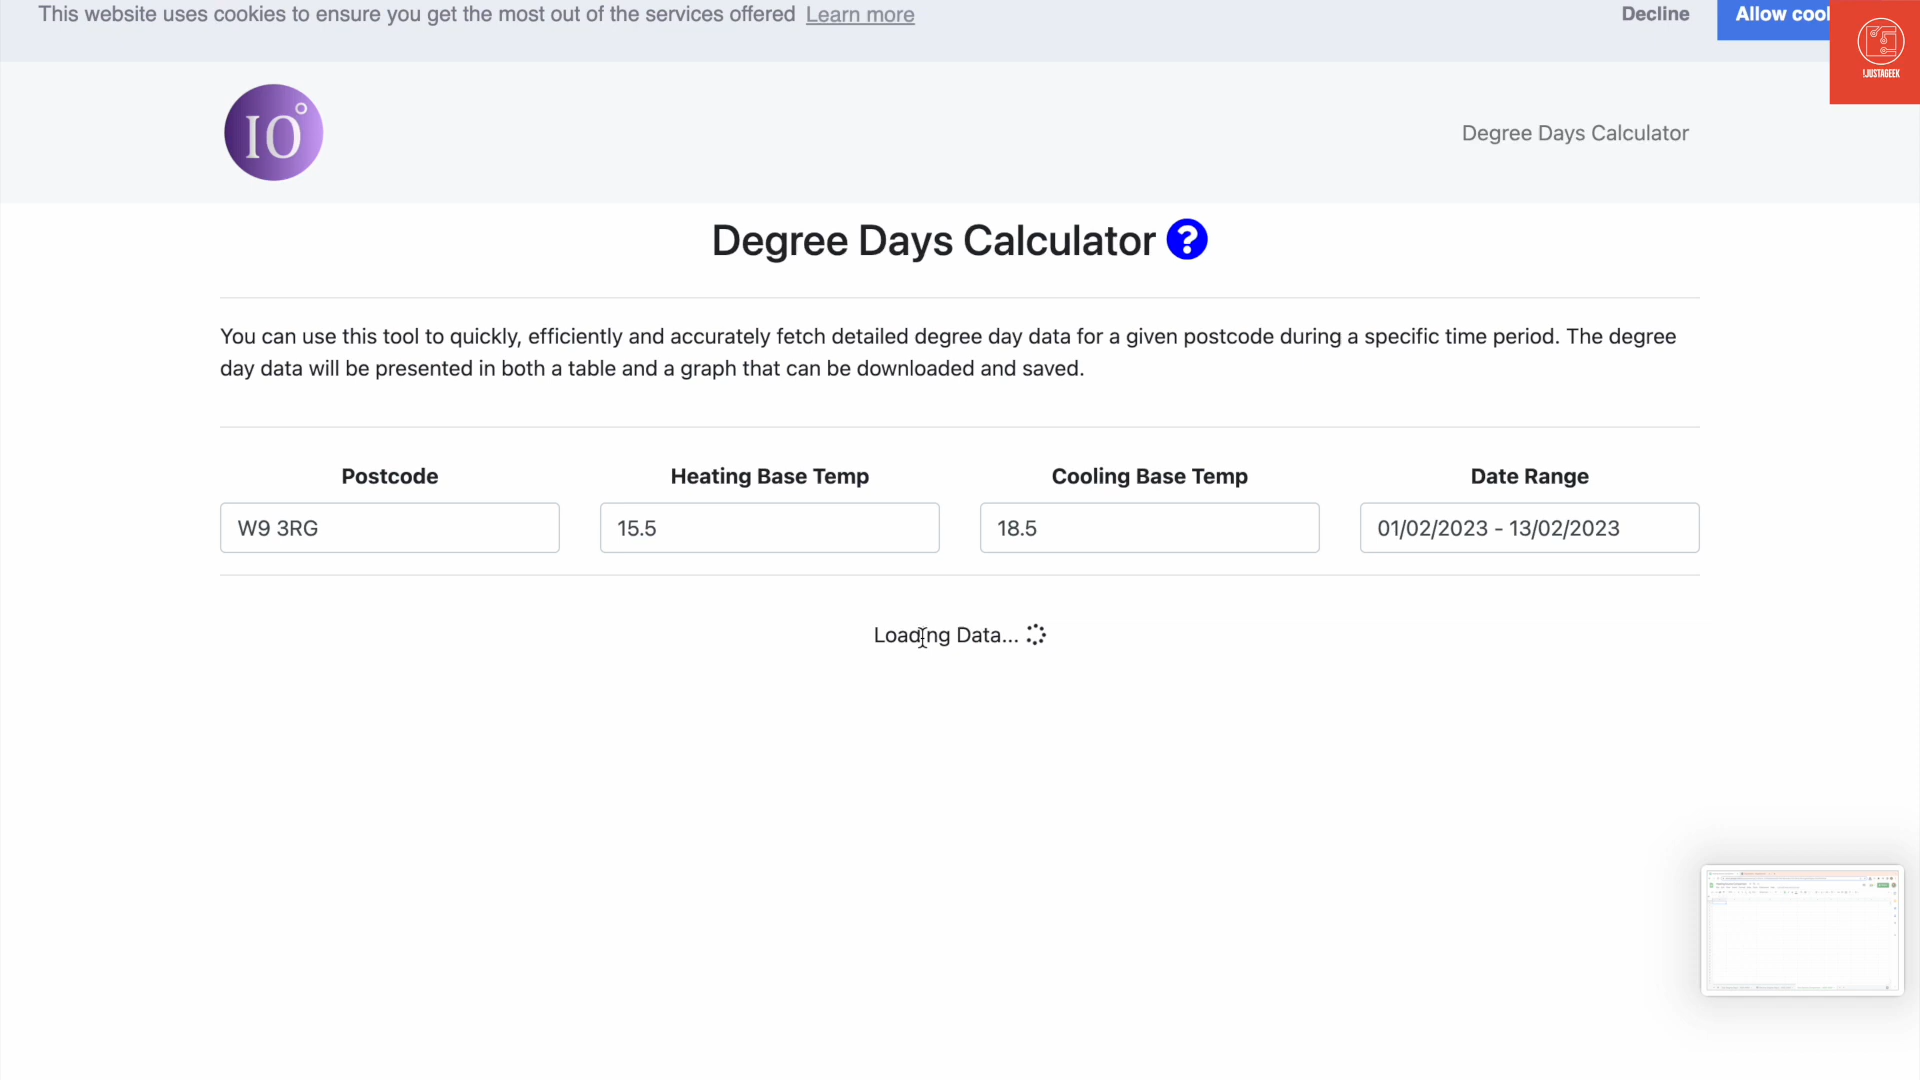 This website uses cookies to ensure you get the most out of the services offered Learn more
Decline
Allow cool
!JUSTAGEEK
IO°
Degree Days Calculator
Degree Days Calculator ?
You can use this tool to quickly, efficiently and accurately fetch detailed degree day data for a given postcode during a specific time period. The degree
day data will be presented in both a table and a graph that can be downloaded and saved.
Postcode
Heating Base Temp
Cooling Base Temp
Date Range
W9 3RG
15.5
18.5
01/02/2023 - 13/02/2023
Loading Data...